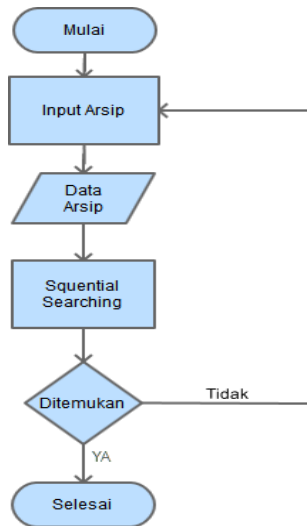 Mulai
Input Arsip
Data
Arsip
Squential
Searching
Ditemukan
Tidak
YA
Selesai